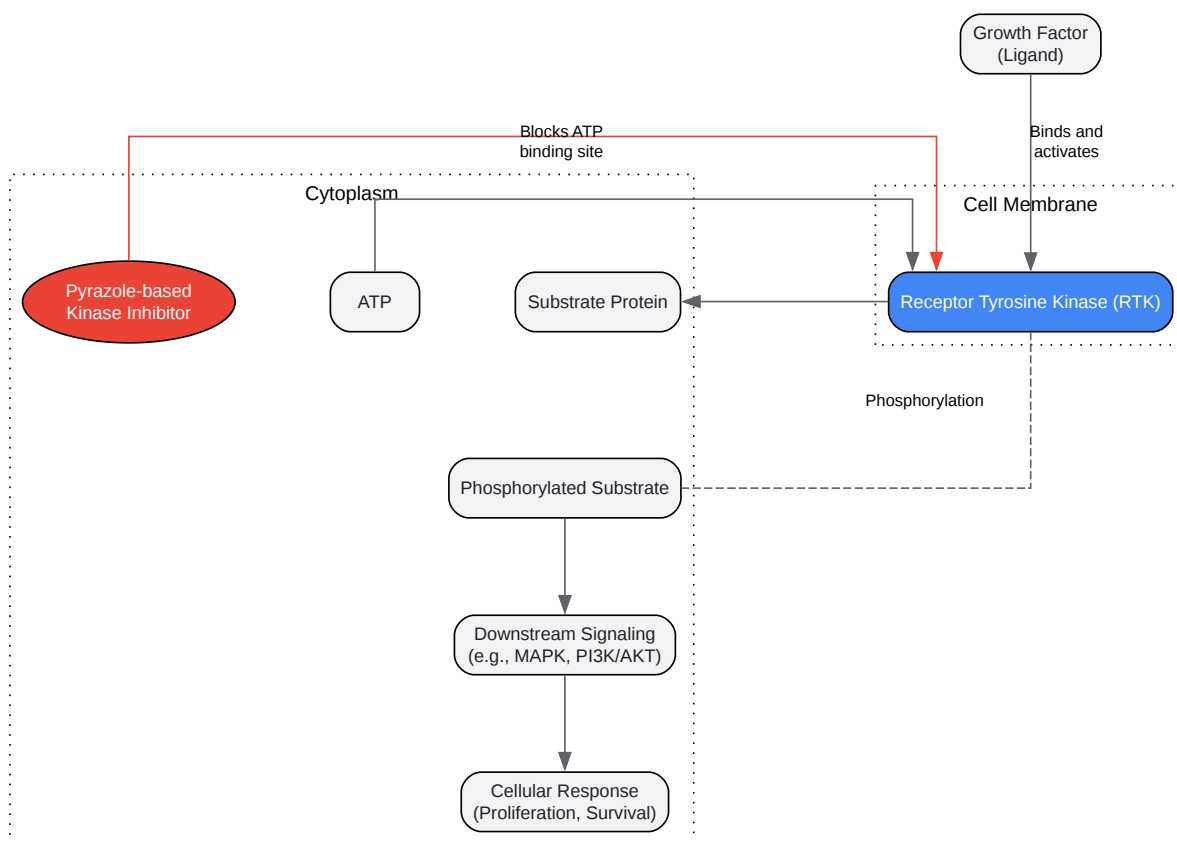 Growth Factor
(Ligand)
Blocks ATP
binding site
Binds and
activates
Cytoplasm
Cell Membrane
Pyrazole-based
Kinase Inhibitor
ATP
Substrate Protein
Receptor Tyrosine Kinase (RTK)
Phosphorylation
Phosphorylated Substrate
Downstream Signaling
(e.g., MAPK, PI3K/AKT)
Cellular Response
(Proliferation, Survival)